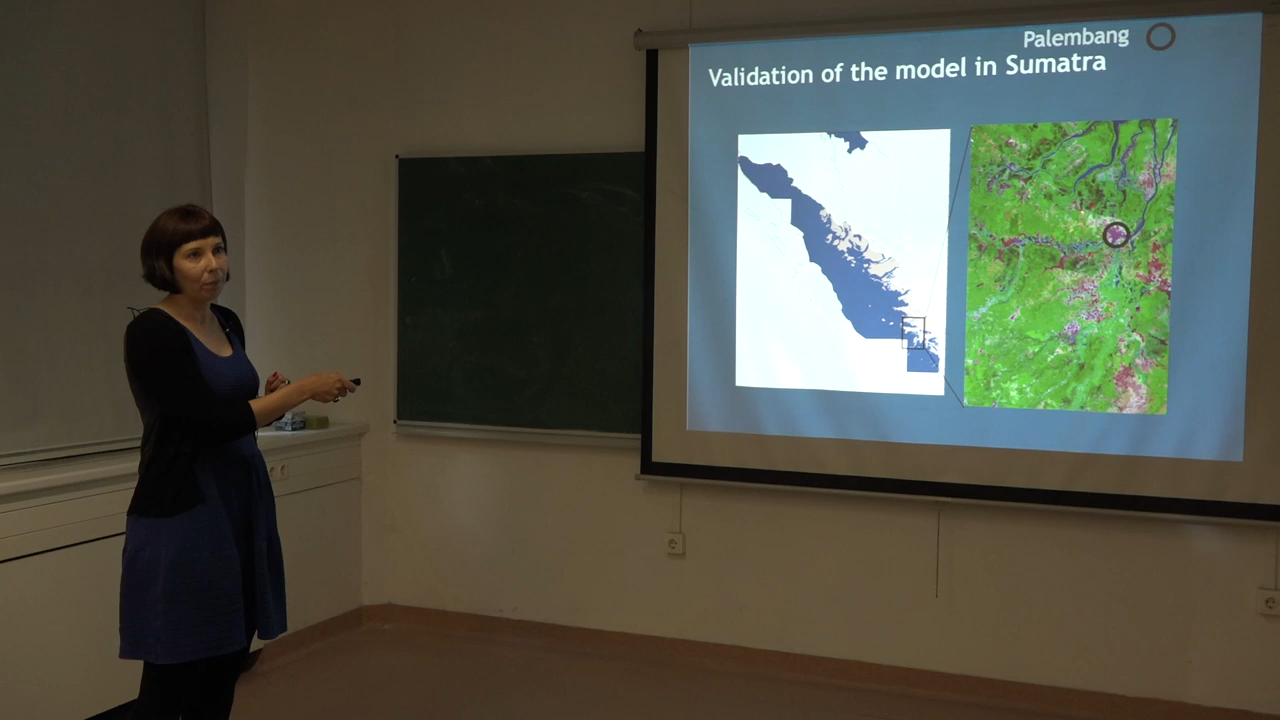 Palembang
Validation of the model in Sumatra